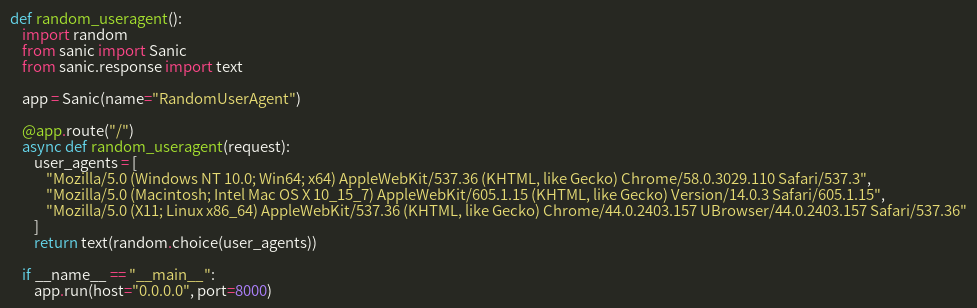 def random_useragent():
    import random
    from sanic import Sanic
    from sanic.response import text

    app = Sanic(name="RandomUserAgent")

    @app.route("/")
    async def random_useragent(request):
        user_agents = [
            "Mozilla/5.0 (Windows NT 10.0; Win64; x64) AppleWebKit/537.36 (KHTML, like Gecko) Chrome/58.0.3029.110 Safari/537.3",
            "Mozilla/5.0 (Macintosh; Intel Mac OS X 10_15_7) AppleWebKit/605.1.15 (KHTML, like Gecko) Version/14.0.3 Safari/605.1.15",
            "Mozilla/5.0 (X11; Linux x86_64) AppleWebKit/537.36 (KHTML, like Gecko) Chrome/44.0.2403.157 UBrowser/44.0.2403.157 Safari/537.36"
        ]
        return text(random.choice(user_agents))

    if __name__ == "__main__":
        app.run(host="0.0.0.0", port=8000)